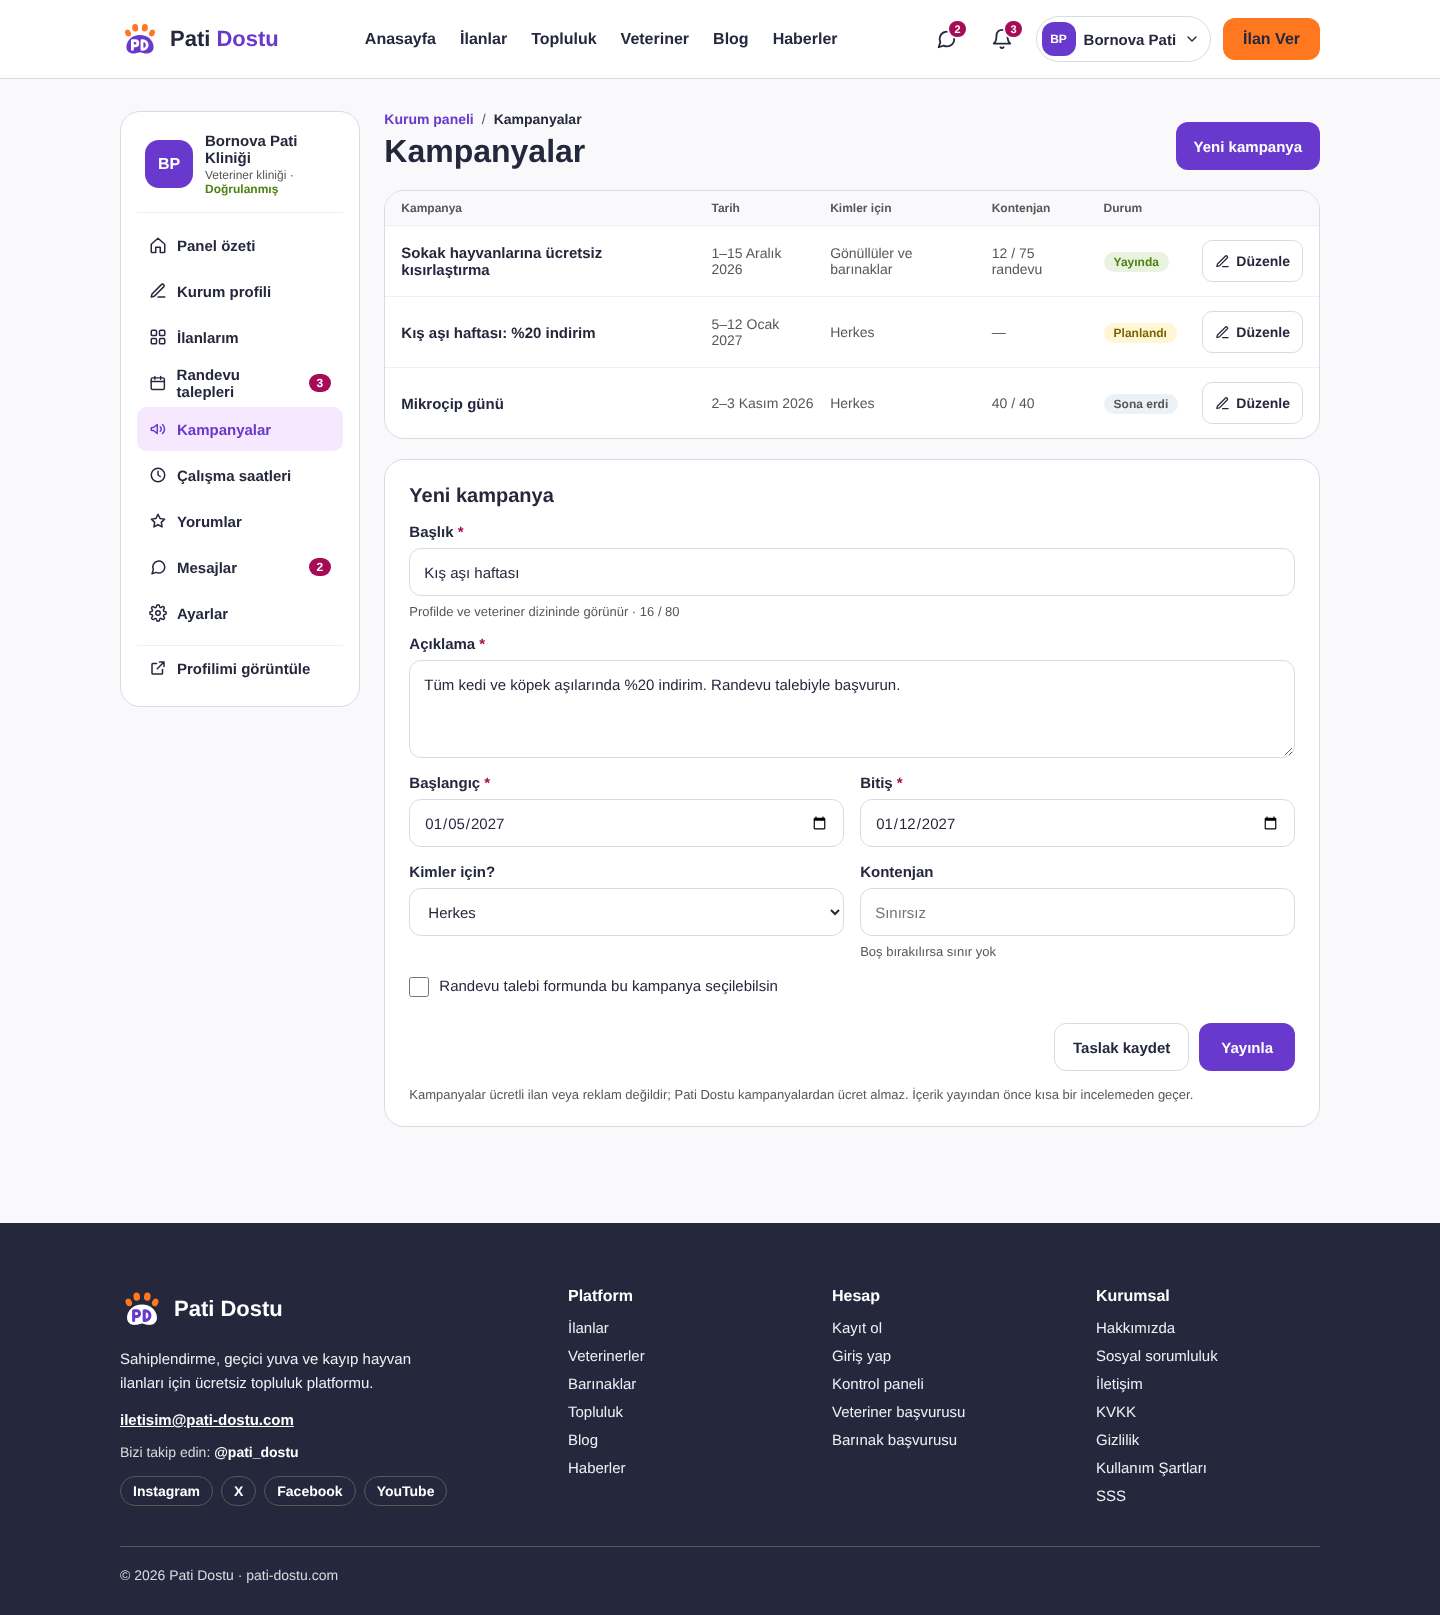 PD Pati Dostu
Anasayfa İlanlar Topluluk Veteriner Blog Haberler
2
3
BP Bornova Pati
İlan Ver
BP
Bornova Pati
Kliniği
Veteriner kliniği ·
Doğrulanmış
Panel özeti
Kurum profili
İlanlarım
Randevu
talepleri
3
Kampanyalar
Çalışma saatleri
Yorumlar
Mesajlar 2
Ayarlar
Profilimi görüntüle
Kurum paneli / Kampanyalar
Kampanyalar
Yeni kampanya
Kampanya Tarih Kimler için Kontenjan Durum
Sokak hayvanlarına ücretsiz
kısırlaştırma
1–15 Aralık
2026
Gönüllüler ve
barınaklar
12 / 75
randevu
Yayında
Düzenle
Kış aşı haftası: %20 indirim
5–12 Ocak
2027
Herkes
—
Planlandı
Düzenle
Mikroçip günü 2–3 Kasım 2026 Herkes 40 / 40 Sona erdi Düzenle
Yeni kampanya
Başlık *
Kış aşı haftası
Profilde ve veteriner dizininde görünür · 16 / 80
Açıklama *
Tüm kedi ve köpek aşılarında %20 indirim. Randevu talebiyle başvurun.
Başlangıç * Bitiş *
01/05/2027 01/12/2027
Kimler için? Kontenjan
Herkes Sınırsız
Boş bırakılırsa sınır yok
Randevu talebi formunda bu kampanya seçilebilsin
Taslak kaydet Yayınla
Kampanyalar ücretli ilan veya reklam değildir; Pati Dostu kampanyalardan ücret almaz. İçerik yayından önce kısa bir incelemeden geçer.
PD Pati Dostu
Sahiplendirme, geçici yuva ve kayıp hayvan
ilanları için ücretsiz topluluk platformu.
iletisim@pati-dostu.com
Bizi takip edin: @pati_dostu
Instagram X Facebook YouTube
Platform
İlanlar
Veterinerler
Barınaklar
Topluluk
Blog
Haberler
Hesap
Kayıt ol
Giriş yap
Kontrol paneli
Veteriner başvurusu
Barınak başvurusu
Kurumsal
Hakkımızda
Sosyal sorumluluk
İletişim
KVKK
Gizlilik
Kullanım Şartları
SSS
© 2026 Pati Dostu · pati-dostu.com